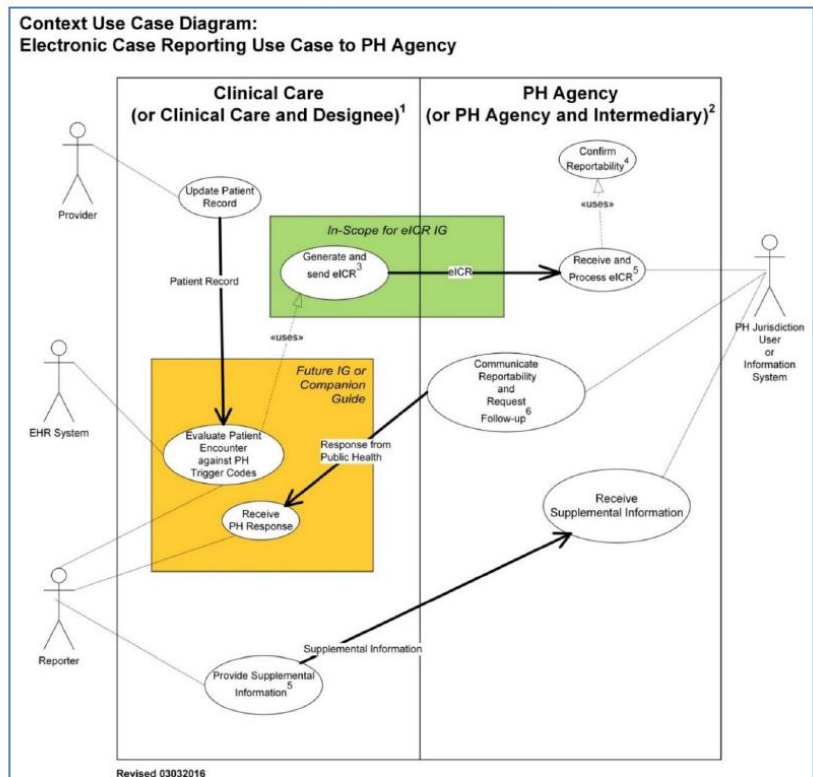 Context Use Case Diagram:
Electronic Case Reporting Use Case to PH Agency
Clinical Care
(or Clinical Care and Designee)1
PH Agency
(or PH Agency and Intermediary)2
Confirm
Reportability4
Update Patient
Record
Provider
«uses»
In-Scope for eICR IG
Generate and
send eICR3
eICR
Receive and
Process eICR5
Patient Record
PH Jurisdiction
User
or
Information
System
«uses»
Future IG or
Companion
Guide
Communicate
Reportability
and
Request
Follow-up6
EHR System
Evaluate Patient
Encounter
against PH
Trigger Codes
Response from
Public Health
Receive
PH Response
Receive
Supplemental Information
Reporter
Supplemental Information
Provide Supplemental
Information5
Revised 03032016